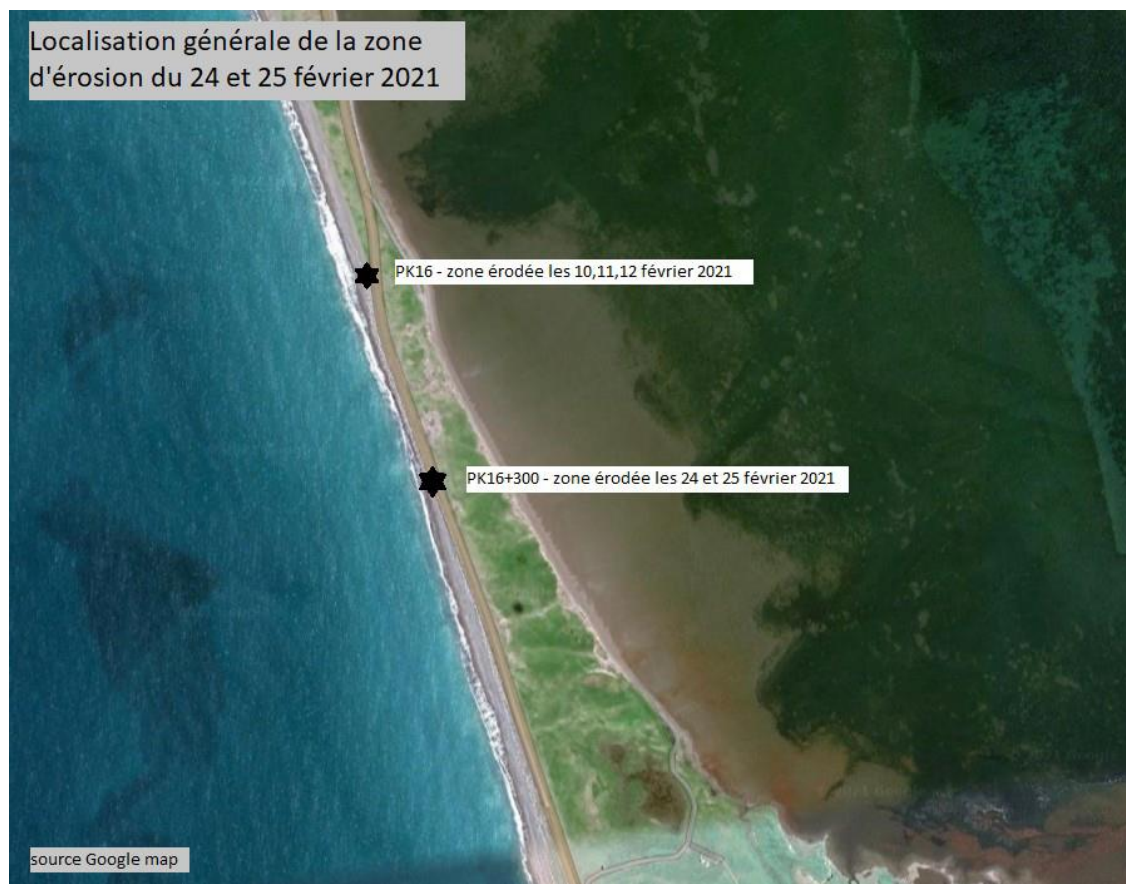 Localisation générale de la zone
d'érosion du 24 et 25 février 2021
PK16 - zone érodée les 10,11,12 février 2021
PK16+300 - zone érodée les 24 et 25 février 2021
source Google map